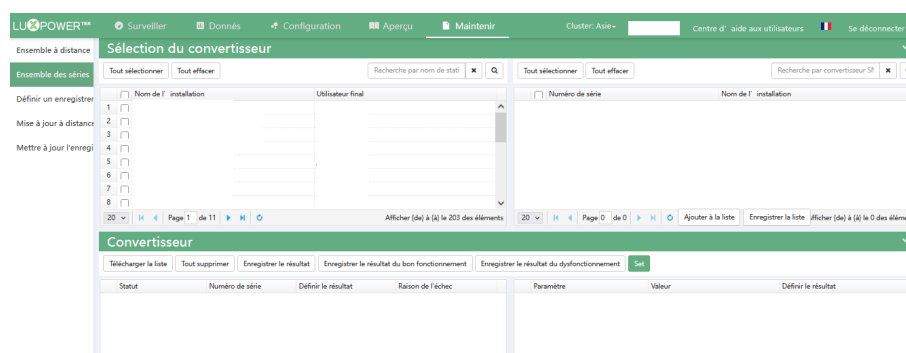 LUXPOWERTEK Surveiller Donnés Configuration Aperçu Maintenir Cluster: Asie Centre d' aide aux utilisateurs Se déconnecter
Ensemble à distance
Ensemble des séries
Définir un enregistrer
Mise à jour à distance
Mettre à jour l'enregi
Sélection du convertisseur
Tout sélectionner Tout effacer Recherche par nom de stati
Nom de l' installation Utilisateur final
1
2
3
4
5
6
7
8
20 Page 1 de 11 Afficher (de) à (à) le 203 des éléments
Tout sélectionner Tout effacer Recherche par convertisseur SN
Numéro de série Nom de l' installation
20 Page 0 de 0 Ajouter à la liste Enregistrer la liste fficher (de) à (à) le 0 des éléme
Convertisseur
Télécharger la liste Tout supprimer Enregistrer le résultat Enregistrer le résultat du bon fonctionnement Enregistrer le résultat du dysfonctionnement Set
Statut Numéro de série Définir le résultat Raison de l'échec
Paramètre Valeur Définir le résultat